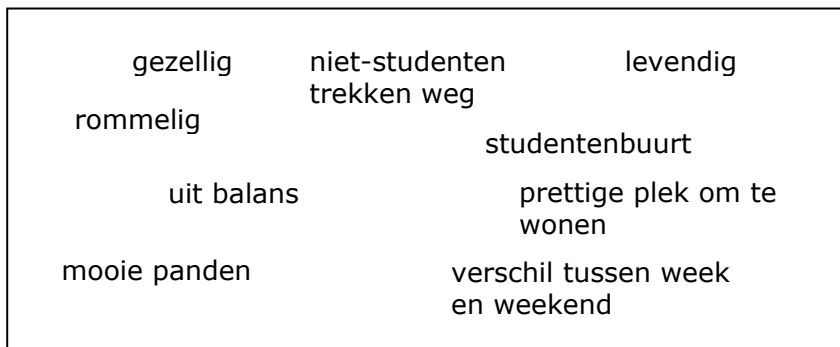 gezellig
niet-studenten
trekken weg
levendig
rommelig
studentenbuurt
uit balans
prettige plek om te
wonen
mooie panden
verschil tussen week
en weekend